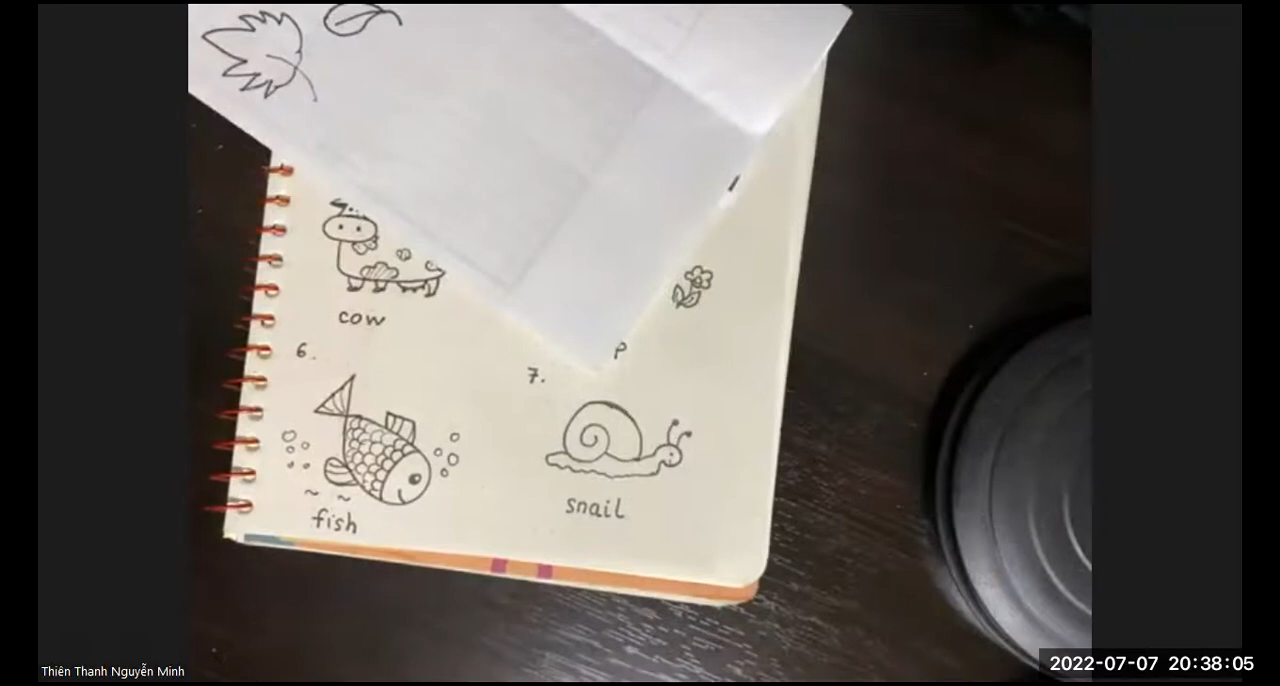 cow
6.
7.
P
fish
snail
Thiên Thanh Nguyễn Minh
2022-07-07 20:38:05